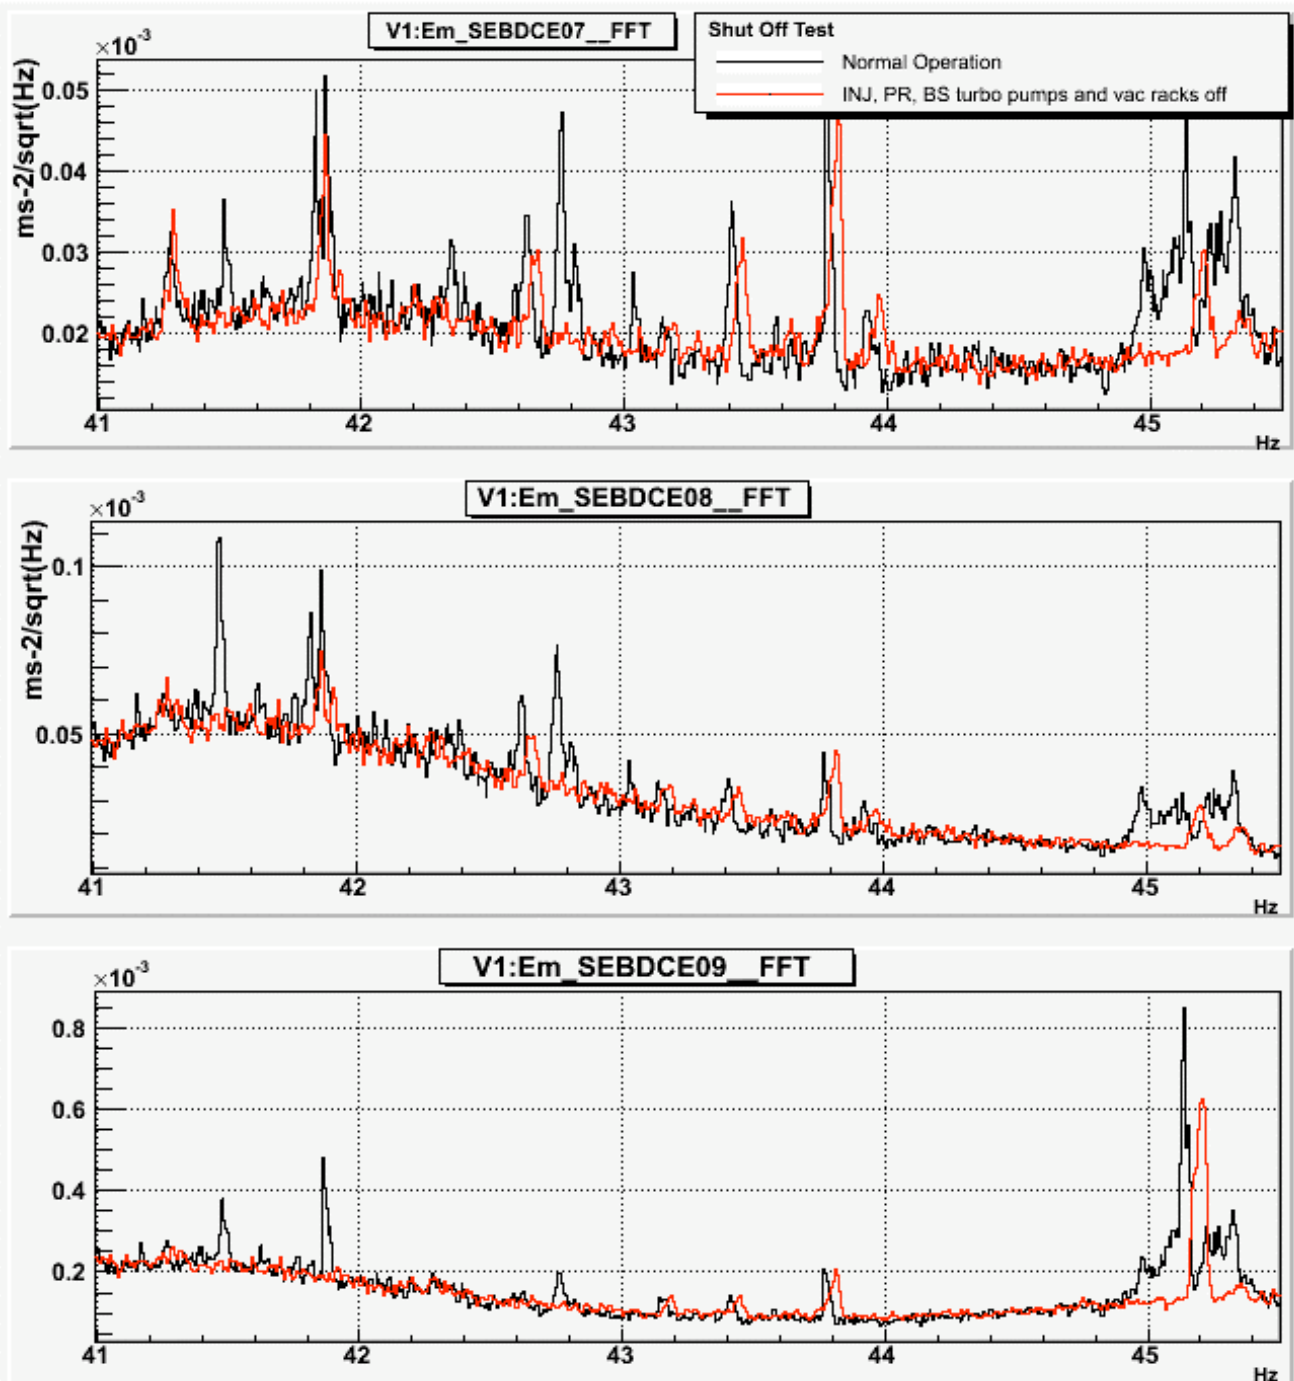 V1:Em_SEBDCE07__FFT
Shut Off Test
Normal Operation
INJ, PR, BS turbo pumps and vac racks off
×10-3
ms-2/sqrt(Hz)
0.05
0.04
0.03
0.02
41 42 43 44 45
Hz
V1:Em_SEBDCE08__FFT
×10-3
ms-2/sqrt(Hz)
0.1
0.05
41 42 43 44 45
Hz
V1:Em_SEBDCE09__FFT
×10-3
0.8
0.6
0.4
0.2
41 42 43 44 45
Hz